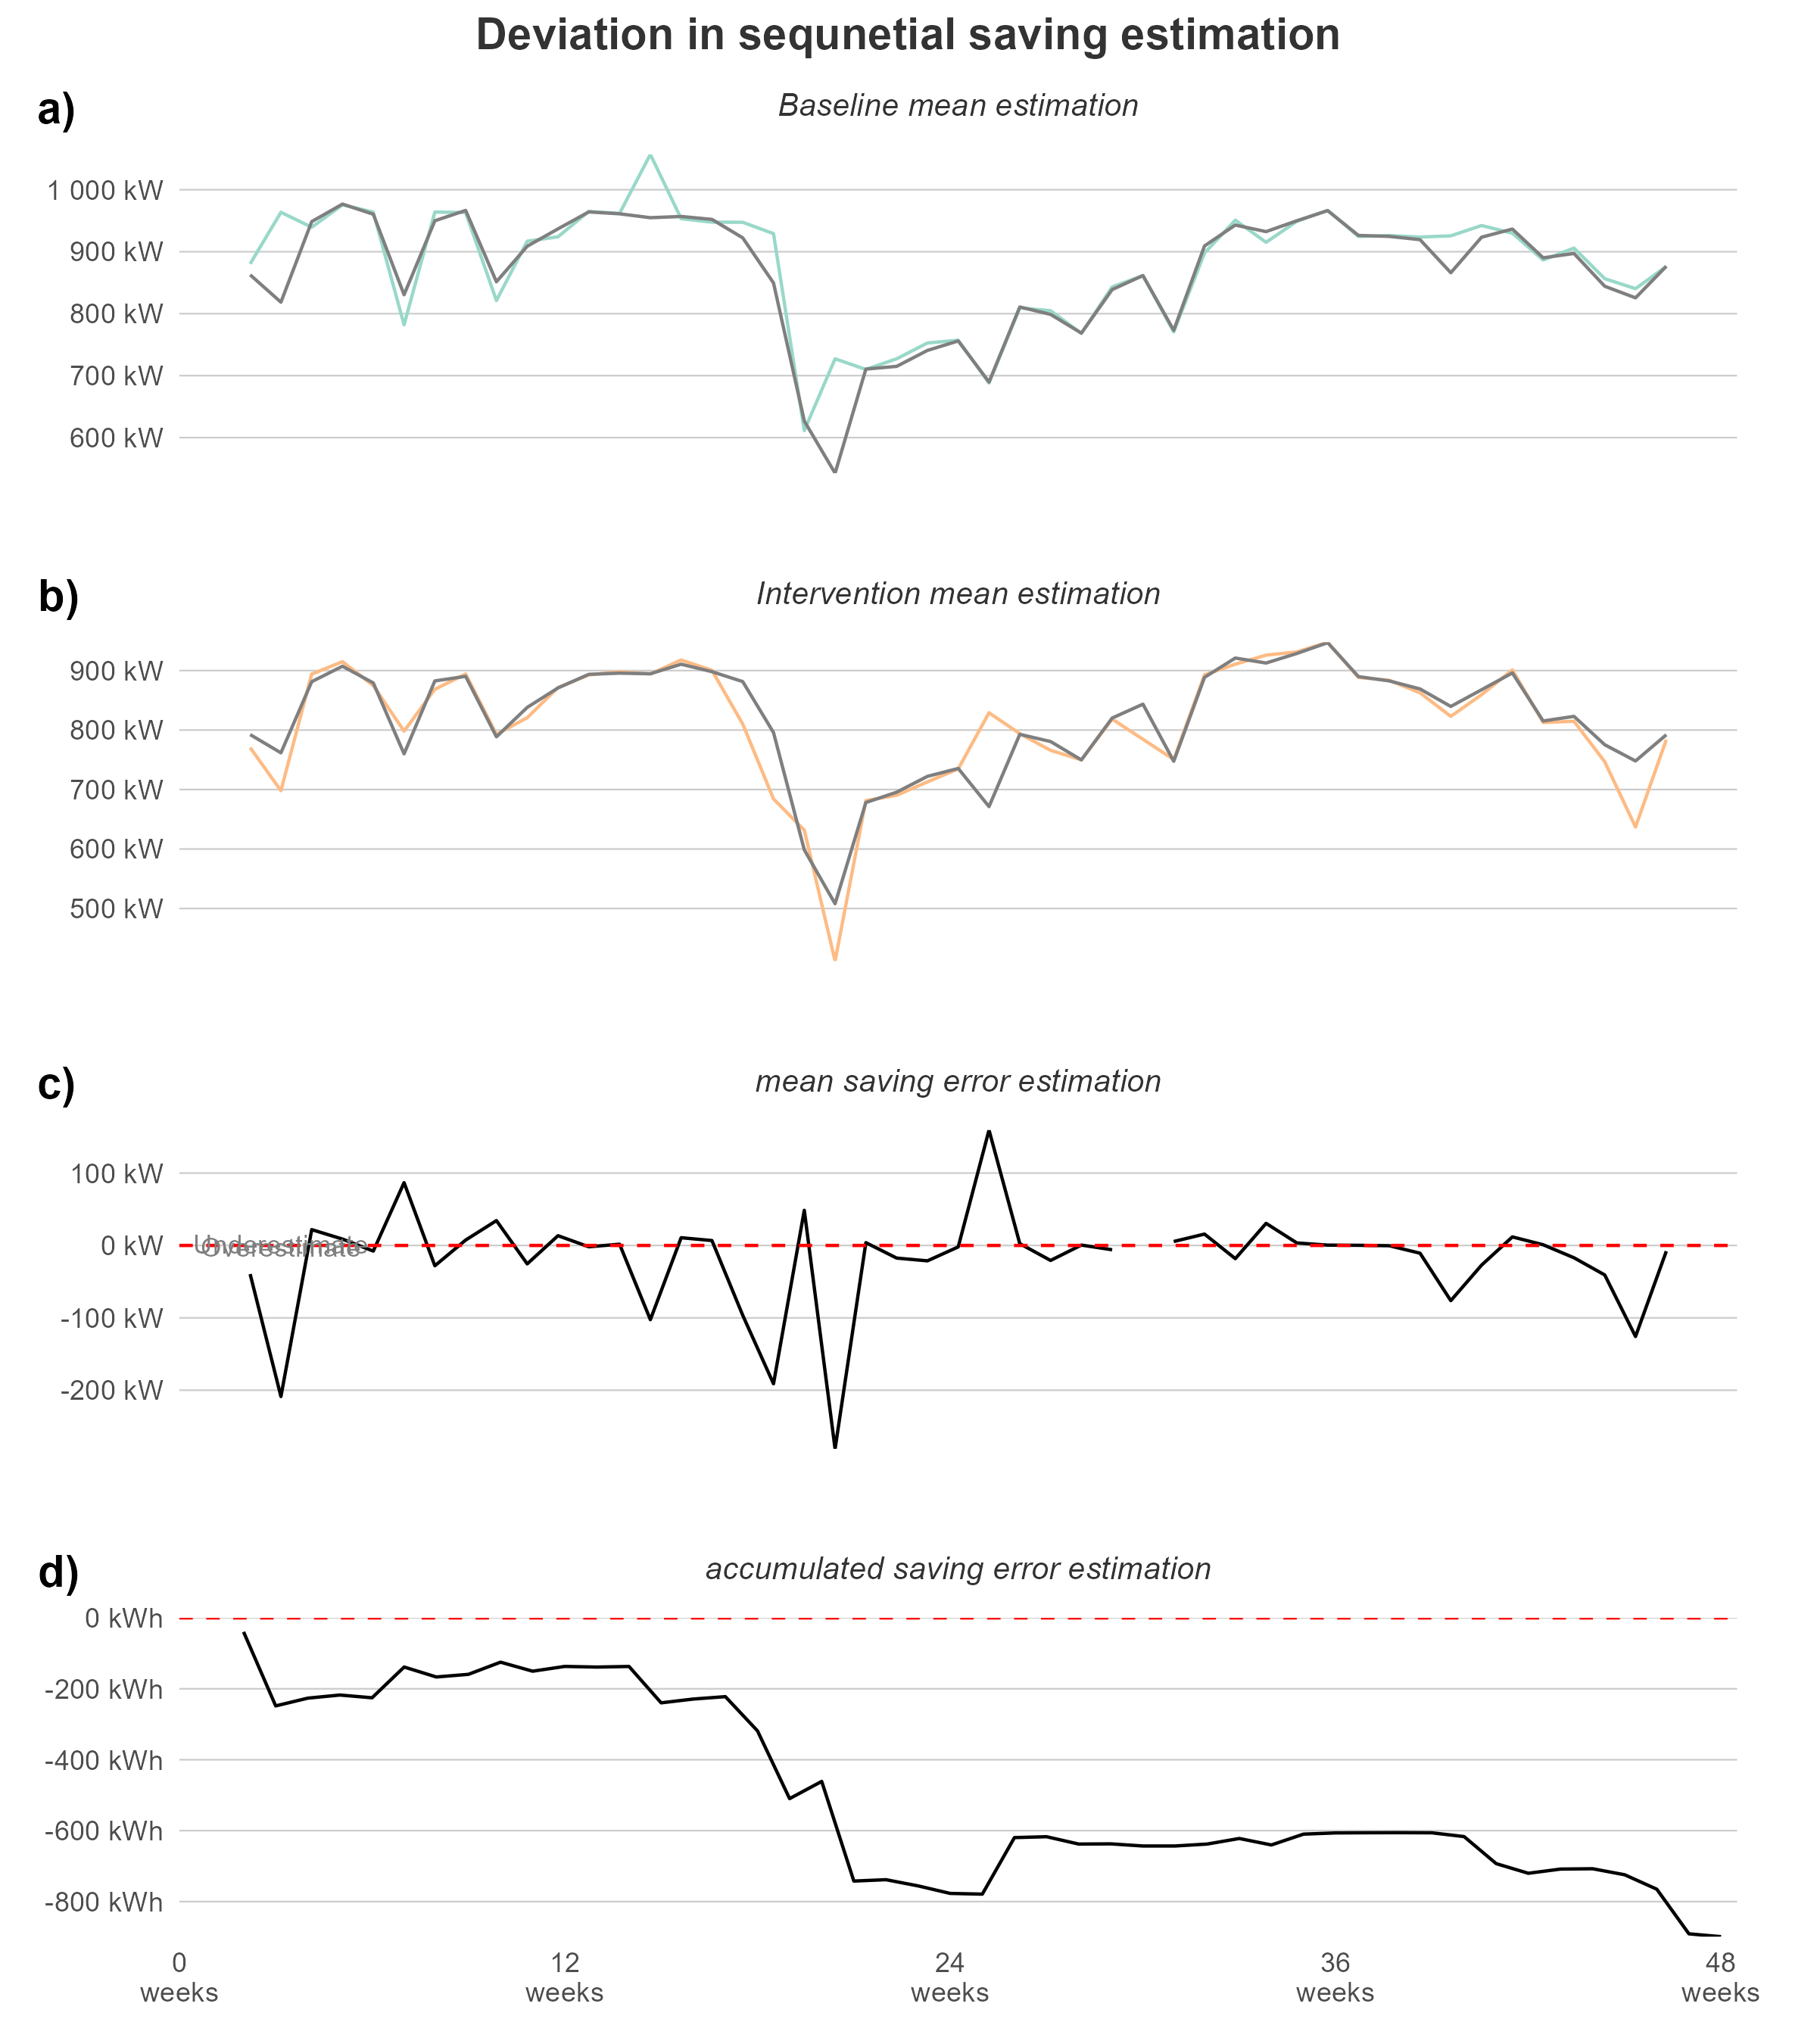 Deviation in sequnetial saving estimation
a)
Baseline mean estimation
1 000 kW
900 kW
800 kW
700 kW
600 kW
b)
Intervention mean estimation
900 kW
800 kW
700 kW
600 kW
500 kW
c)
mean saving error estimation
100 kW
0 kW
Underestimate
Overestimate
-100 kW
-200 kW
d)
accumulated saving error estimation
0 kWh
-200 kWh
-400 kWh
-600 kWh
-800 kWh
0 12 24 36 48
weeks weeks weeks weeks weeks